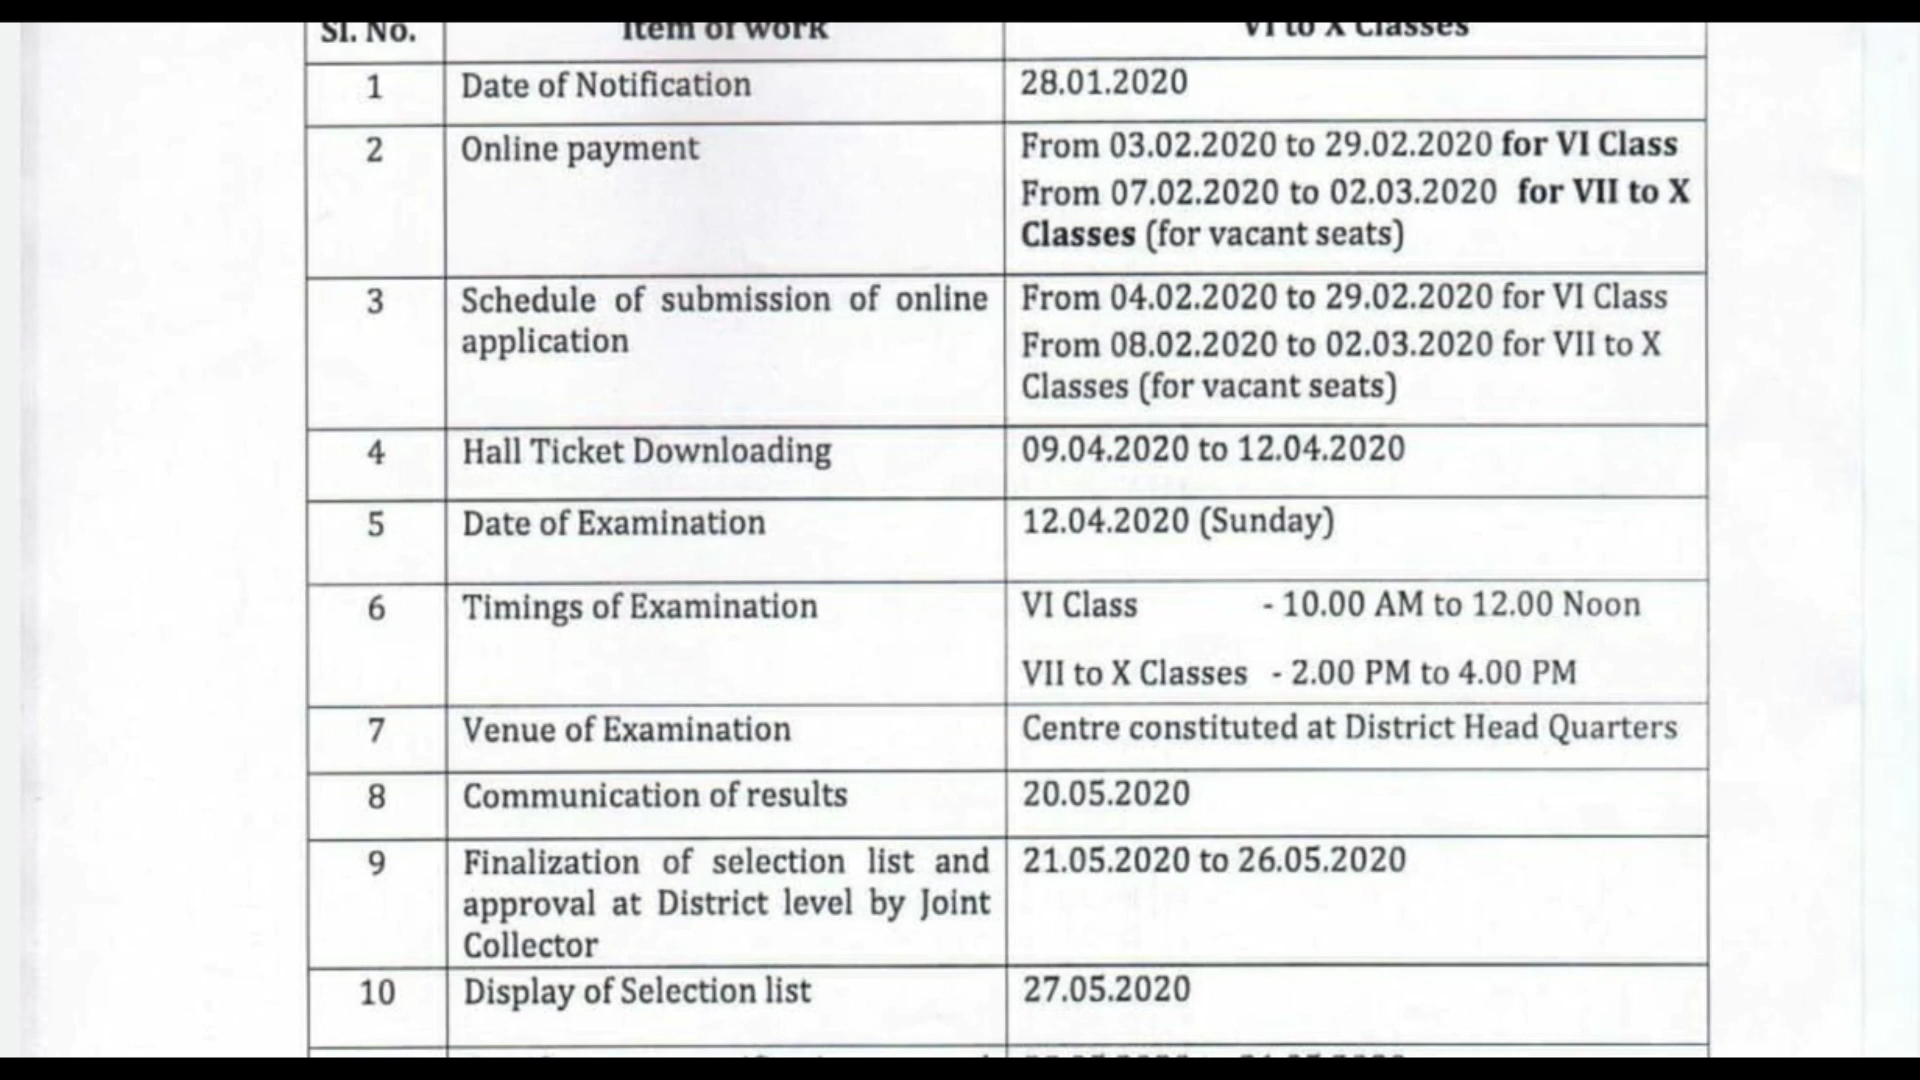 Sl. No. Item of work VI to X Classes
1 Date of Notification 28.01.2020
2 Online payment From 03.02.2020 to 29.02.2020 for VI Class
From 07.02.2020 to 02.03.2020 for VII to X
Classes (for vacant seats)
3 Schedule of submission of online From 04.02.2020 to 29.02.2020 for VI Class
application From 08.02.2020 to 02.03.2020 for VII to X
Classes (for vacant seats)
4 Hall Ticket Downloading 09.04.2020 to 12.04.2020
5 Date of Examination 12.04.2020 (Sunday)
6 Timings of Examination VI Class - 10.00 AM to 12.00 Noon
VII to X Classes - 2.00 PM to 4.00 PM
7 Venue of Examination Centre constituted at District Head Quarters
8 Communication of results 20.05.2020
9 Finalization of selection list and 21.05.2020 to 26.05.2020
approval at District level by Joint
Collector
10 Display of Selection list 27.05.2020